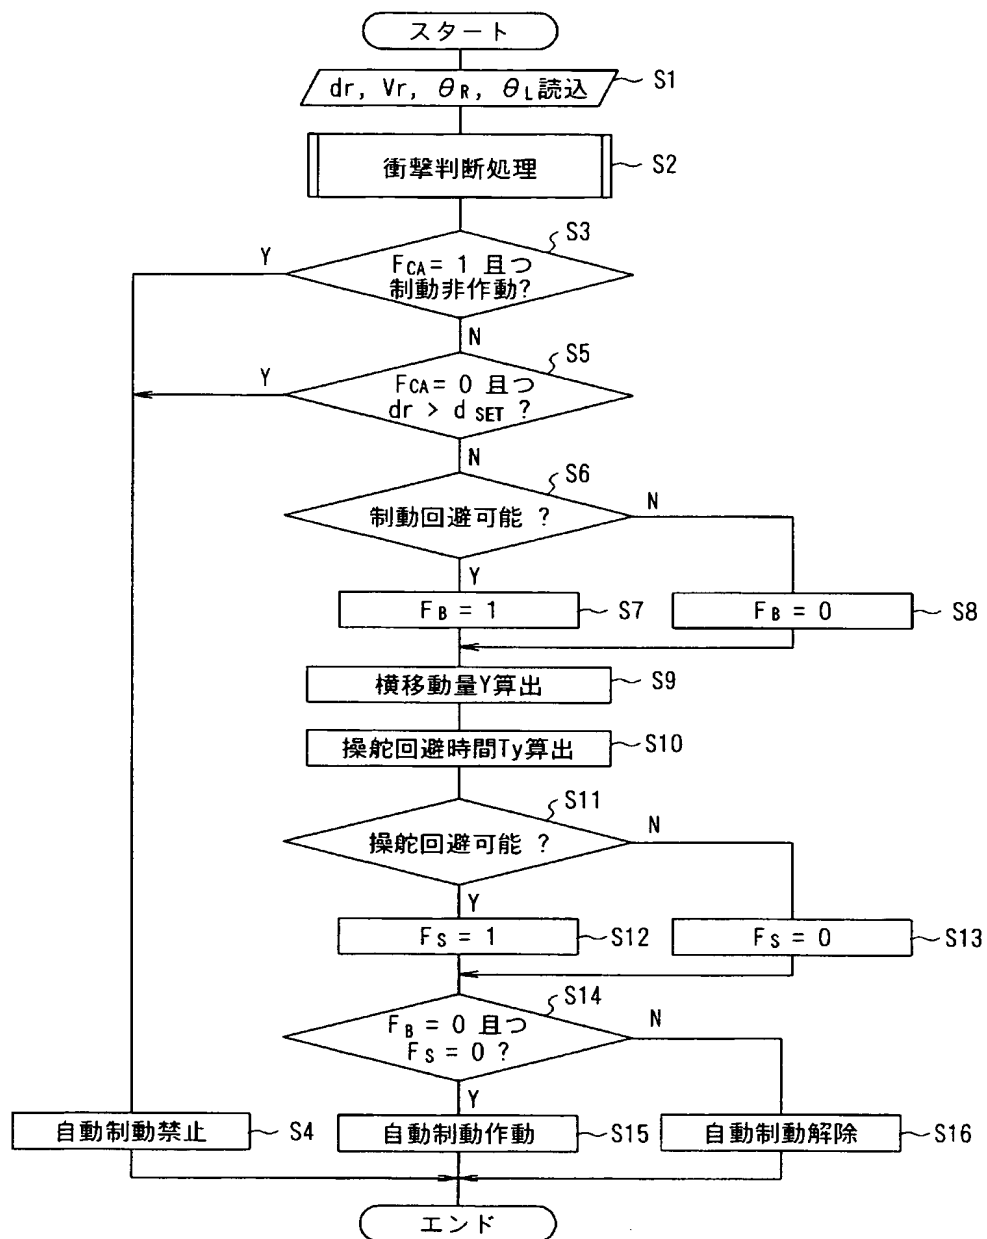 スタート
dr, Vr, θR, θL読込
S1
衝撃判断処理
S2
S3
Y
FCA= 1 且つ
制動非作動?
N
S5
Y
FCA= 0 且つ
dr > dSET ?
N
S6
N
制動回避可能 ?
Y
FB = 1
S7
FB = 0
S8
横移動量Y算出
S9
操舵回避時間Ty算出
S10
S11
N
操舵回避可能 ?
Y
FS = 1
S12
FS = 0
S13
S14
N
FB = 0 且つ
FS = 0 ?
Y
自動制動禁止
S4
自動制動作動
S15
自動制動解除
S16
エンド